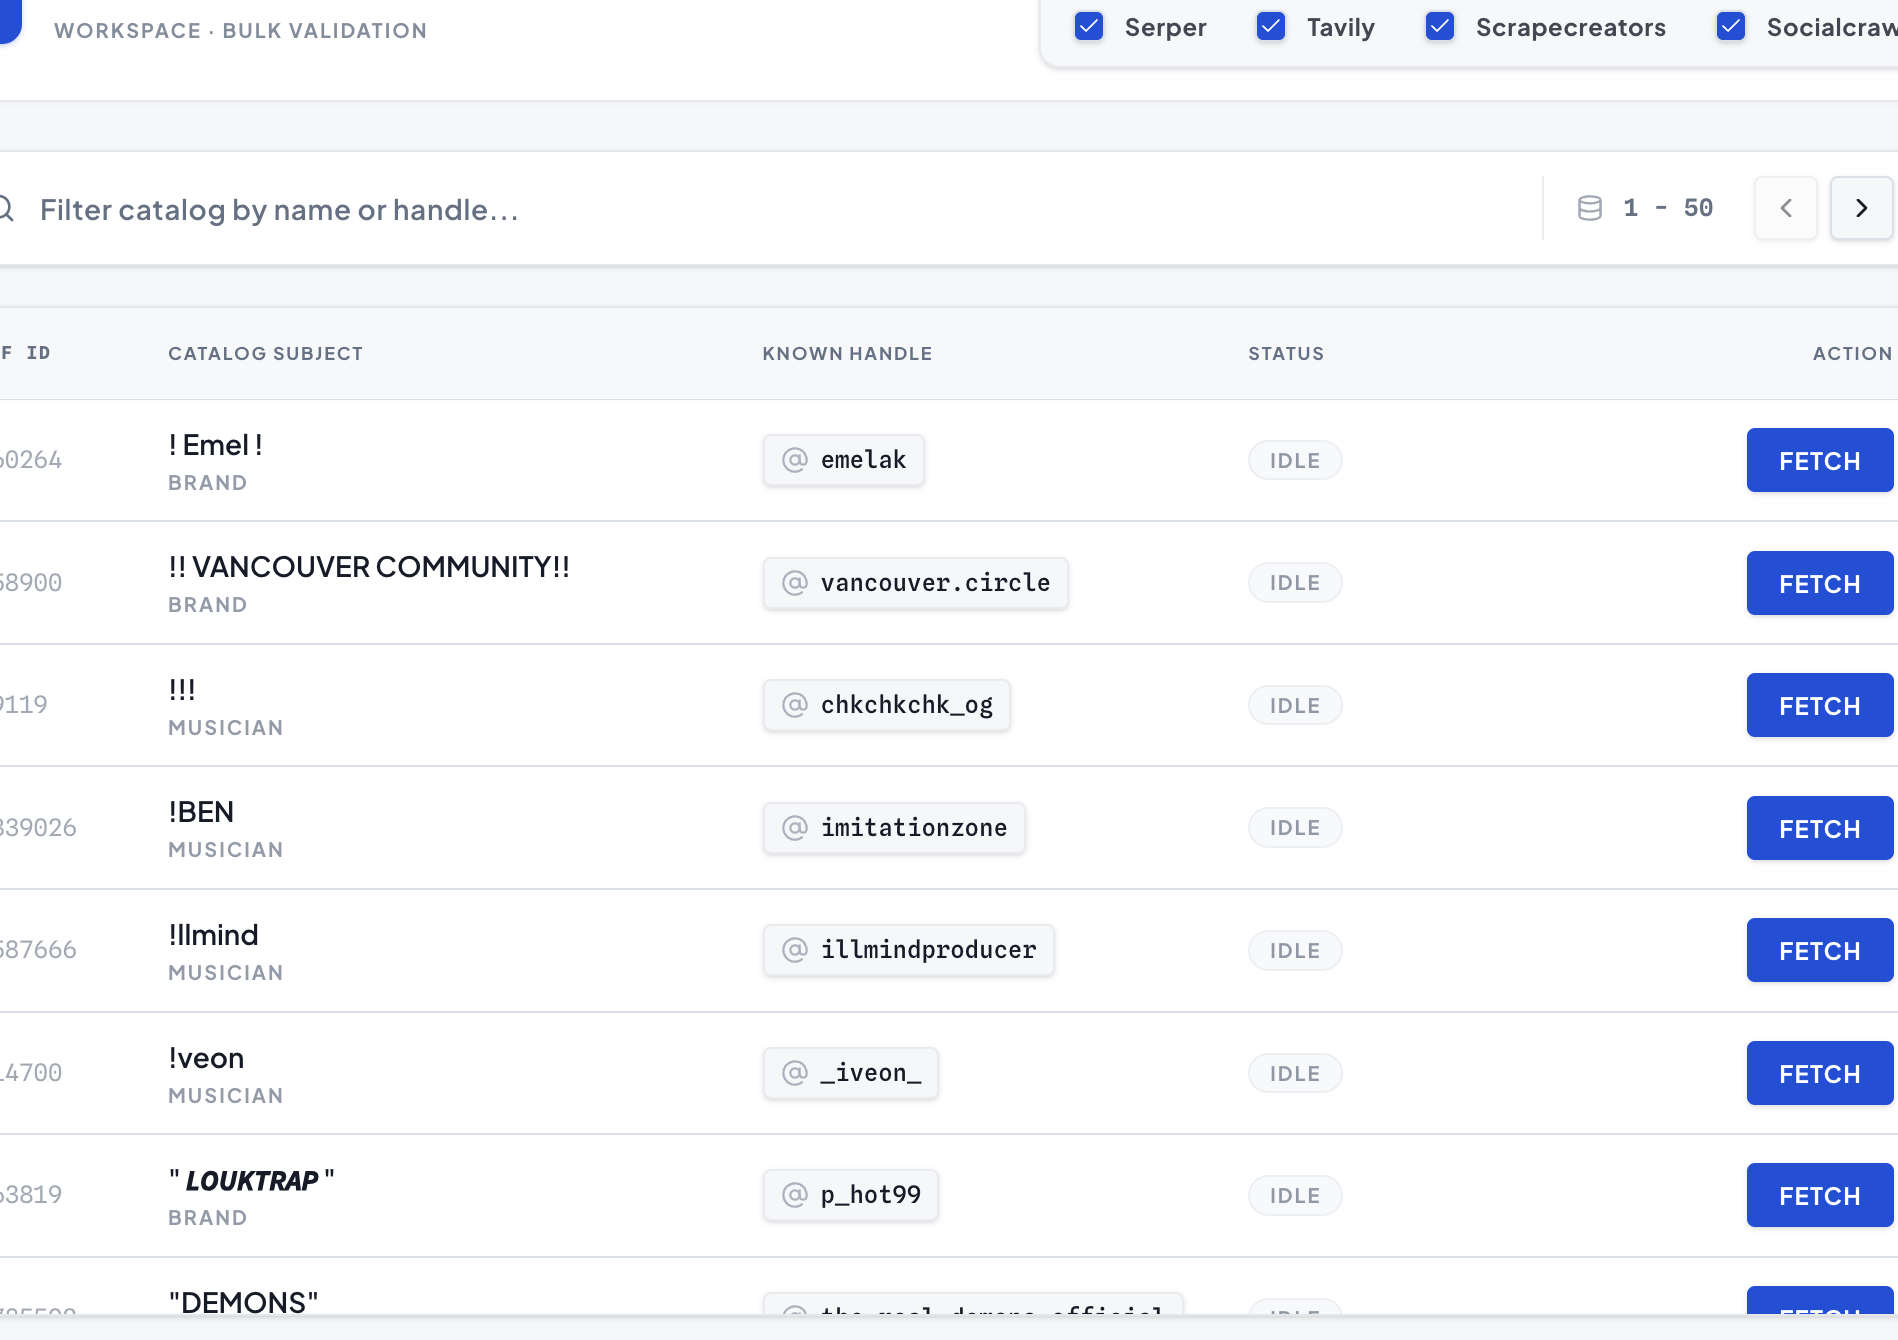 WORKSPACE · BULK VALIDATION
Serper Tavily Scrapecreators
Filter catalog by name or handle...
1 - 50
ID CATALOG SUBJECT KNOWN HANDLE STATUS ACTION
! Emel !
BRAND
@ emelak
IDLE
FETCH
!! VANCOUVER COMMUNITY!!
BRAND
@ vancouver.circle
IDLE
FETCH
!!!
MUSICIAN
@ chkchkchk_og
IDLE
FETCH
!BEN
MUSICIAN
@ imitationzone
IDLE
FETCH
!llmind
MUSICIAN
@ illmindproducer
IDLE
FETCH
!veon
MUSICIAN
@ _iveon_
IDLE
FETCH
" LOUKTRAP "
BRAND
@ p_hot99
IDLE
FETCH
"DEMONS"
IDLE
FETCH